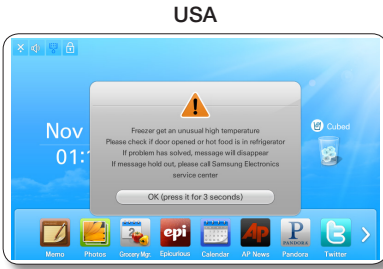 USA
Nov
01:
Freezer get an unusual high temperature
Please check if door opened or hot food is in refrigerator
If problem has solved, message will disappear
If message hold out, please call Samsung Electronics
service center
OK (press it for 3 seconds)
Cubed
epi
AP
P
PANDORA
Memo
Photos
Grocery Mgr.
Epicurious
Calendar
AP News
Pandora
Twitter